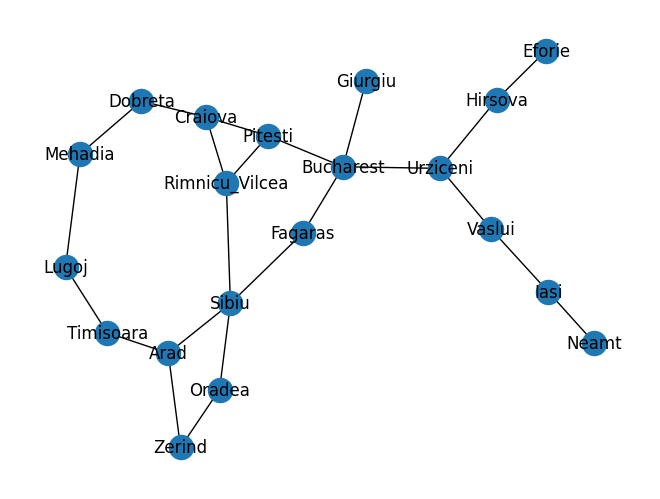 Eforie
Giurgiu
Hirsova
Dobreta
Craiova
Pitesti
Mehadia
Bucharest
Urziceni
Rimnicu_Vilcea
Vaslui
Fagaras
Lugoj
Iasi
Sibiu
Timisoara
Neamt
Arad
Oradea
Zerind